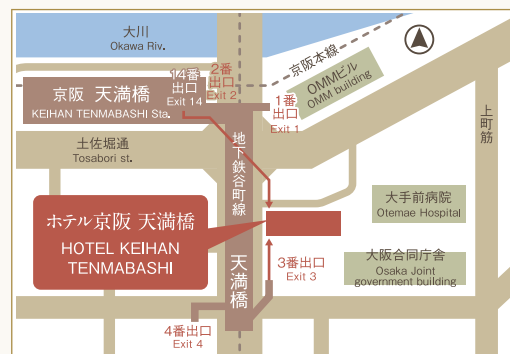 大川
Okawa Riv.
京阪本線
OMMビル
OMM building
14番
出口
Exit 14
2番
出口
Exit 2
1番
出口
Exit 1
京阪 天満橋
KEIHAN TENMABASHI Sta.
土佐堀通
Tosabori st.
地下鉄谷町線
天満橋
上町筋
大手前病院
Otemae Hospital
ホテル京阪 天満橋
HOTEL KEIHAN
TENMABASHI
3番出口
Exit 3
大阪合同庁舎
Osaka Joint
government building
4番出口
Exit 4